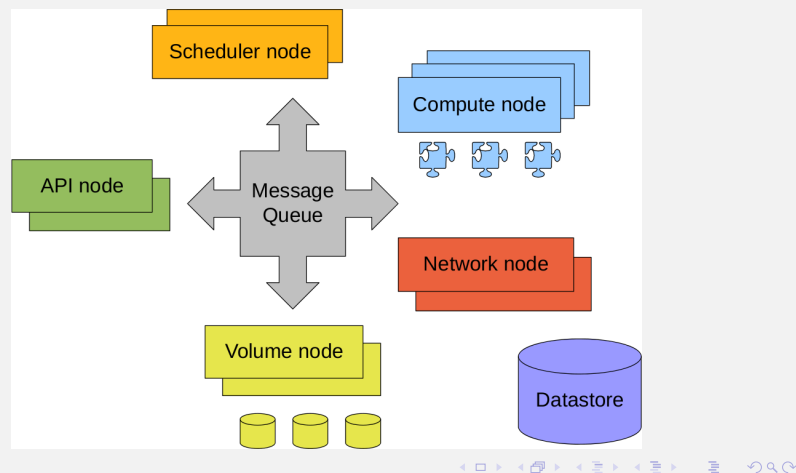 Scheduler node
Compute node
API node
Message
Queue
Network node
Volume node
Datastore